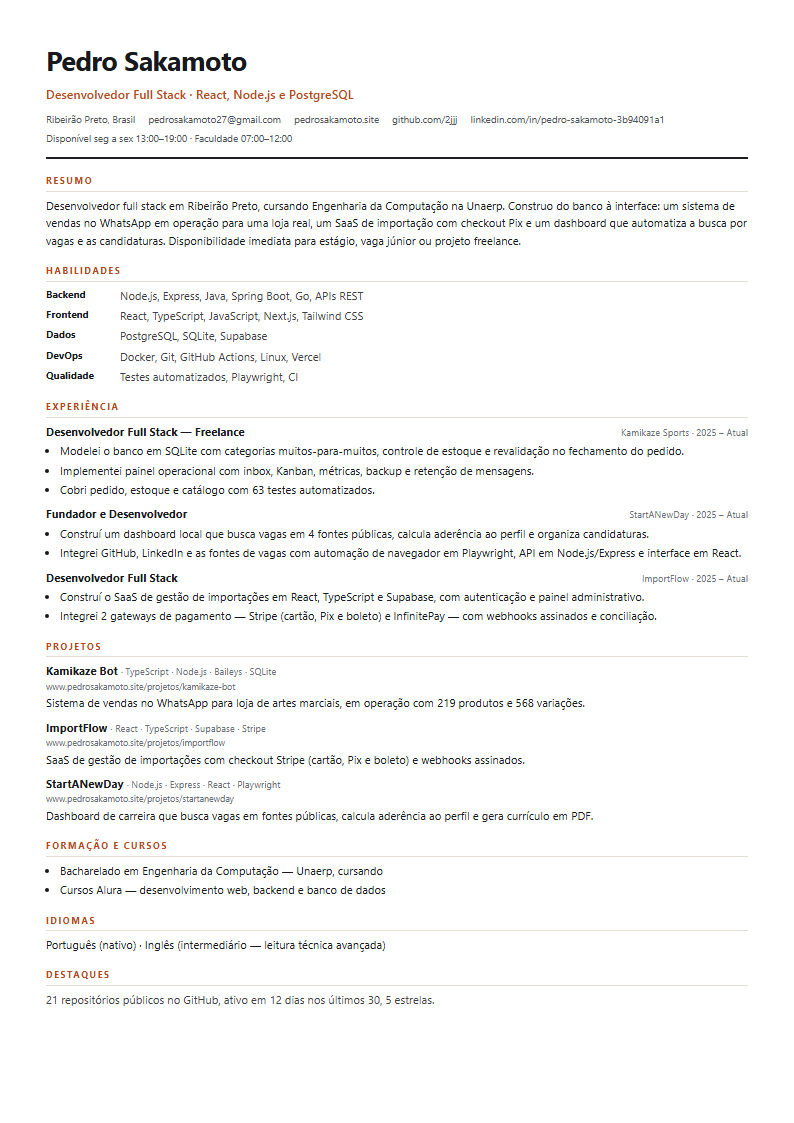 Pedro Sakamoto
Desenvolvedor Full Stack · React, Node.js e PostgreSQL
Ribeirão Preto, Brasil pedrosakamoto27@gmail.com pedrosakamoto.site github.com/2jjj linkedin.com/in/pedro-sakamoto-3b94091a1
Disponível seg a sex 13:00–19:00 · Faculdade 07:00–12:00
RESUMO
Desenvolvedor full stack em Ribeirão Preto, cursando Engenharia da Computação na Unaerp. Construo do banco à interface: um sistema de
vendas no WhatsApp em operação para uma loja real, um SaaS de importação com checkout Pix e um dashboard que automatiza a busca por
vagas e as candidaturas. Disponibilidade imediata para estágio, vaga júnior ou projeto freelance.
HABILIDADES
Backend Node.js, Express, Java, Spring Boot, Go, APIs REST
Frontend React, TypeScript, JavaScript, Next.js, Tailwind CSS
Dados PostgreSQL, SQLite, Supabase
DevOps Docker, Git, GitHub Actions, Linux, Vercel
Qualidade Testes automatizados, Playwright, CI
EXPERIÊNCIA
Desenvolvedor Full Stack — Freelance Kamikaze Sports · 2025 – Atual
• Modelei o banco em SQLite com categorias muitos-para-muitos, controle de estoque e revalidação no fechamento do pedido.
• Implementei painel operacional com inbox, Kanban, métricas, backup e retenção de mensagens.
• Cobri pedido, estoque e catálogo com 63 testes automatizados.
Fundador e Desenvolvedor StartANewDay · 2025 – Atual
• Construí um dashboard local que busca vagas em 4 fontes públicas, calcula aderência ao perfil e organiza candidaturas.
• Integrei GitHub, LinkedIn e as fontes de vagas com automação de navegador em Playwright, API em Node.js/Express e interface em React.
Desenvolvedor Full Stack ImportFlow · 2025 – Atual
• Construí o SaaS de gestão de importações em React, TypeScript e Supabase, com autenticação e painel administrativo.
• Integrei 2 gateways de pagamento — Stripe (cartão, Pix e boleto) e InfinitePay — com webhooks assinados e conciliação.
PROJETOS
Kamikaze Bot · TypeScript · Node.js · Baileys · SQLite
www.pedrosakamoto.site/projetos/kamikaze-bot
Sistema de vendas no WhatsApp para loja de artes marciais, em operação com 219 produtos e 568 variações.
ImportFlow · React · TypeScript · Supabase · Stripe
www.pedrosakamoto.site/projetos/importflow
SaaS de gestão de importações com checkout Stripe (cartão, Pix e boleto) e webhooks assinados.
StartANewDay · Node.js · Express · React · Playwright
www.pedrosakamoto.site/projetos/startanewday
Dashboard de carreira que busca vagas em fontes públicas, calcula aderência ao perfil e gera currículo em PDF.
FORMAÇÃO E CURSOS
• Bacharelado em Engenharia da Computação — Unaerp, cursando
• Cursos Alura — desenvolvimento web, backend e banco de dados
IDIOMAS
Português (nativo) · Inglês (intermediário — leitura técnica avançada)
DESTAQUES
21 repositórios públicos no GitHub, ativo em 12 dias nos últimos 30, 5 estrelas.